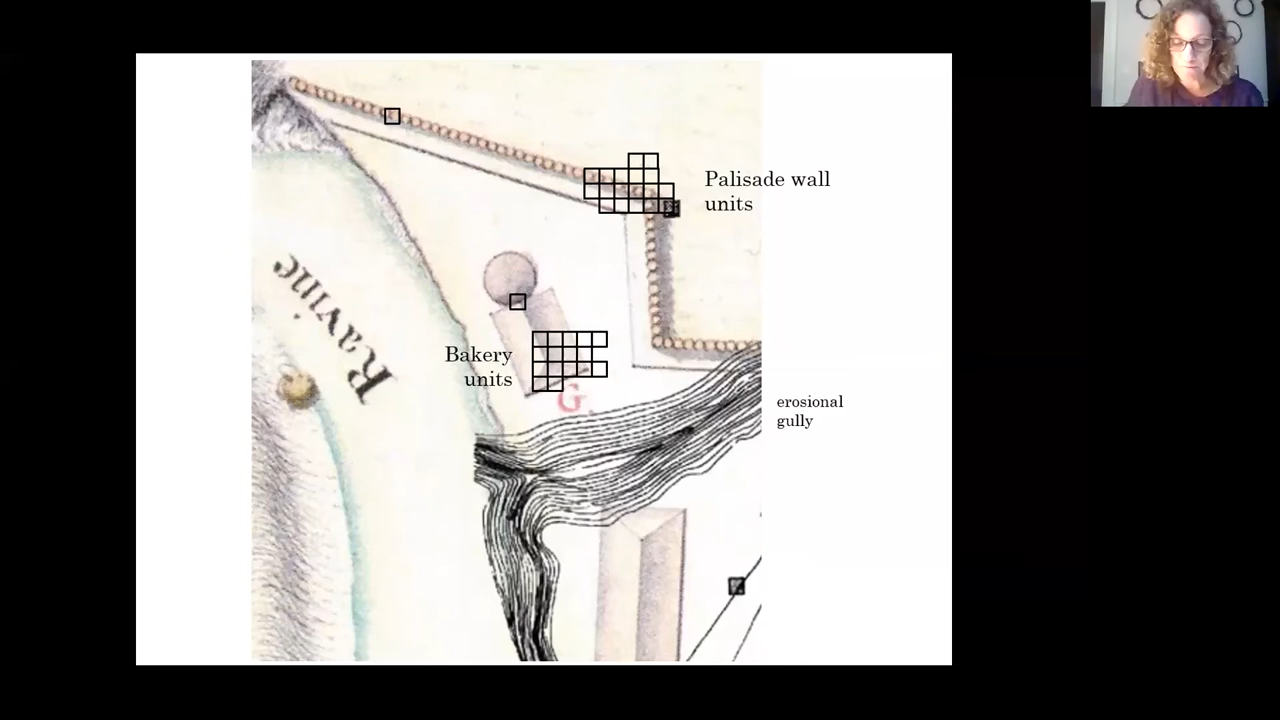 Palisade wall
units
Ravine
Bakery
units
G.
erosional
gully